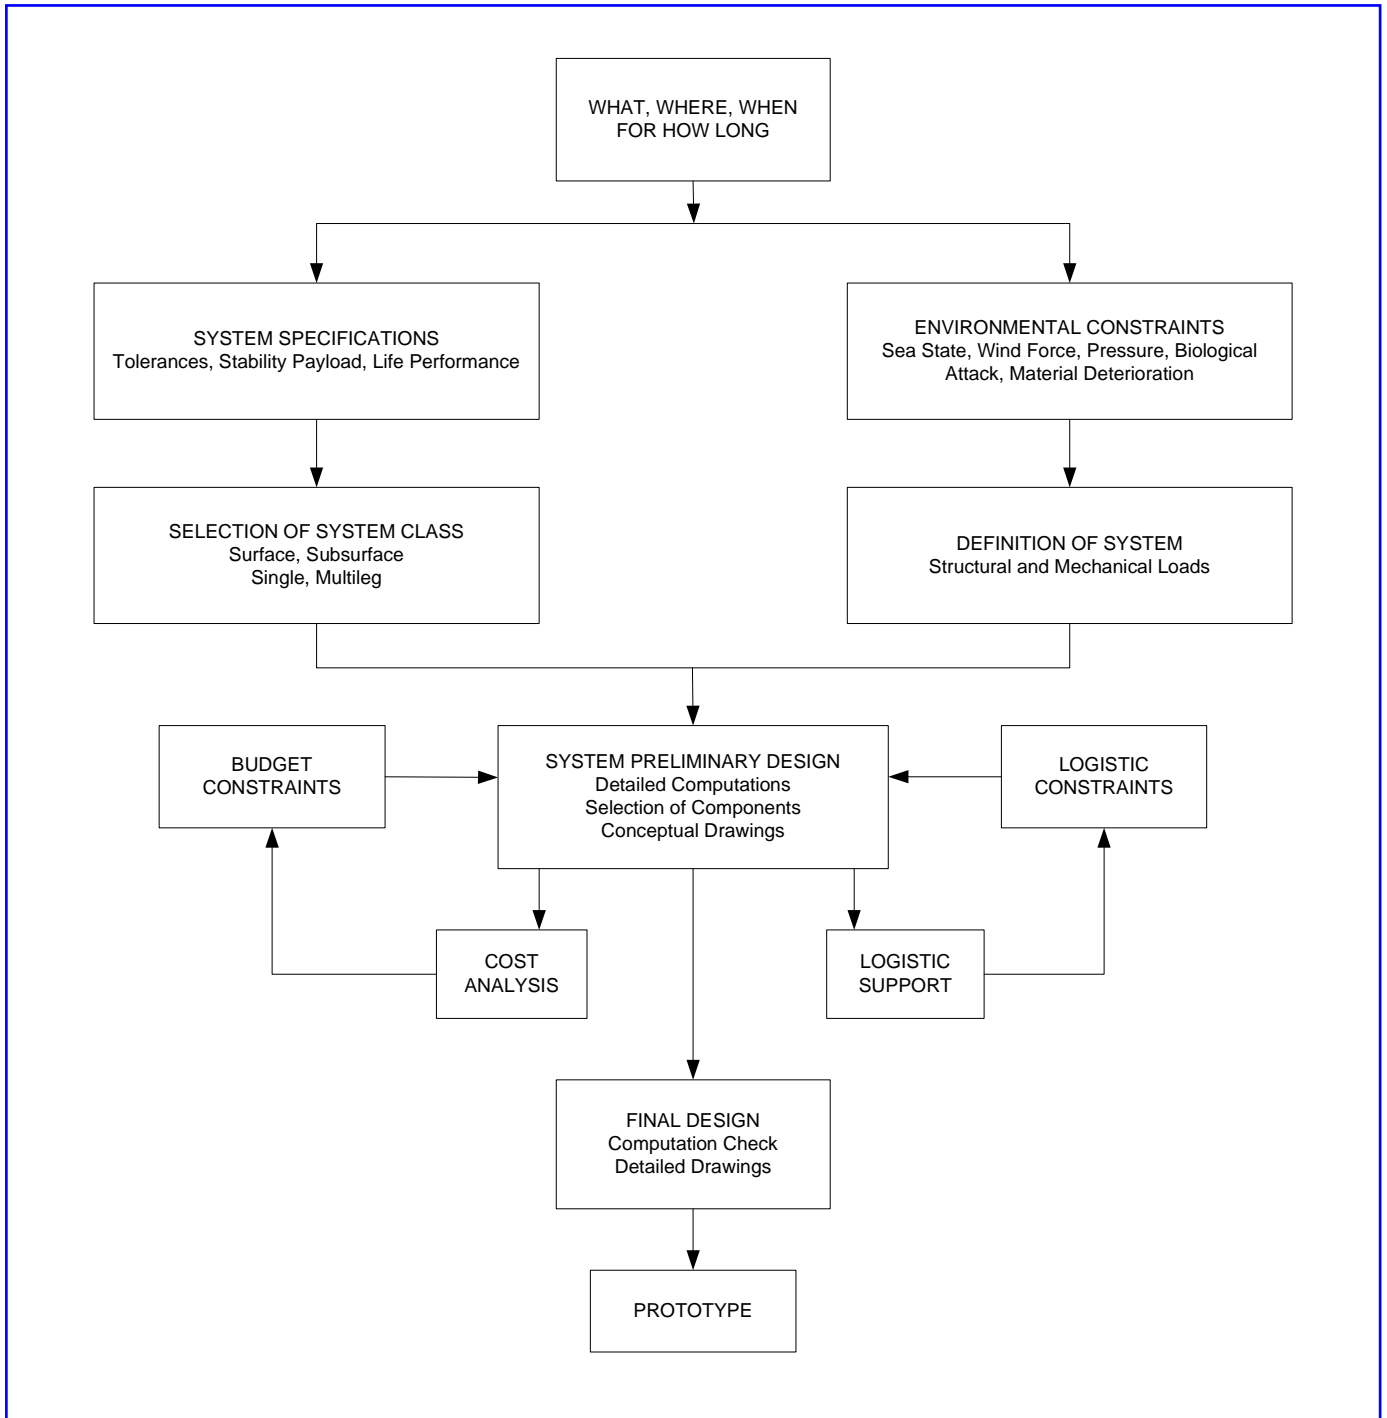 WHAT, WHERE, WHEN
FOR HOW LONG
SYSTEM SPECIFICATIONS
Tolerances, Stability Payload, Life Performance
ENVIRONMENTAL CONSTRAINTS
Sea State, Wind Force, Pressure, Biological
Attack, Material Deterioration
SELECTION OF SYSTEM CLASS
Surface, Subsurface
Single, Multileg
DEFINITION OF SYSTEM
Structural and Mechanical Loads
BUDGET
CONSTRAINTS
SYSTEM PRELIMINARY DESIGN
Detailed Computations
Selection of Components
Conceptual Drawings
LOGISTIC
CONSTRAINTS
COST
ANALYSIS
LOGISTIC
SUPPORT
FINAL DESIGN
Computation Check
Detailed Drawings
PROTOTYPE